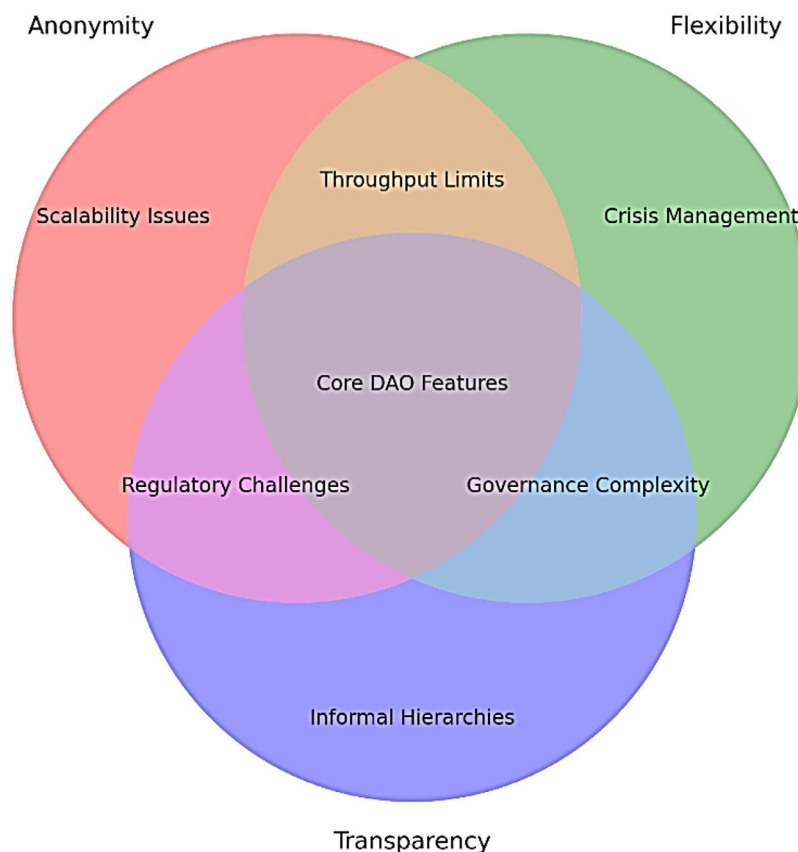 Anonymity
Flexibility
Throughput Limits
Scalability Issues
Crisis Management
Core DAO Features
Regulatory Challenges
Governance Complexity
Informal Hierarchies
Transparency